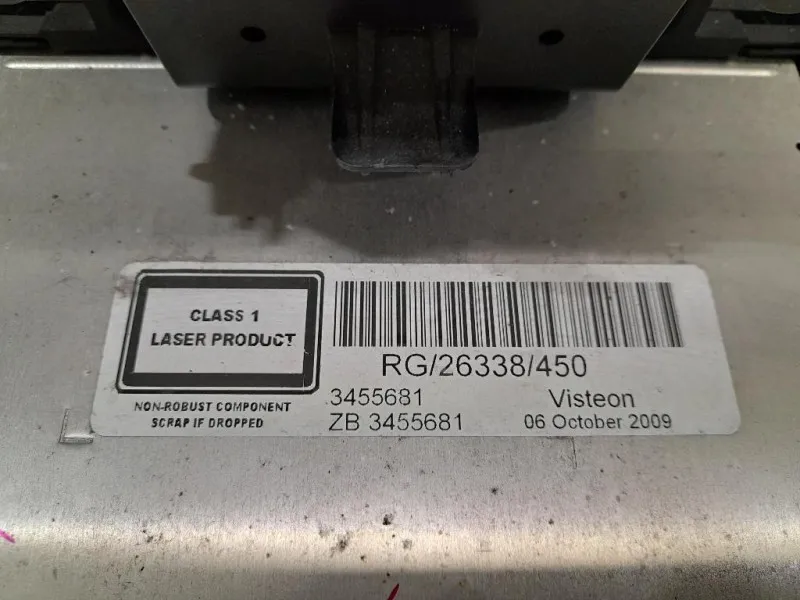 CLASS 1
LASER PRODUCT
NON-ROBUST COMPONENT
SCRAP IF DROPPED
RG/26338/450
3455681 Visteon
ZB 3455681 06 October 2009